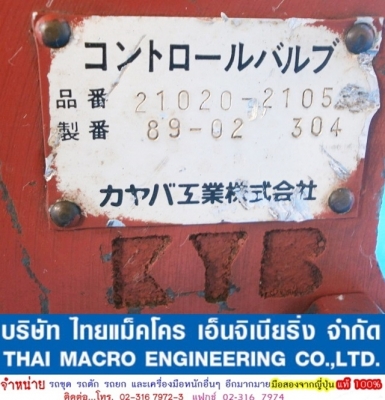 コントロールバルブ
品番 21020-2105
製番 89-02 304
カヤバ工業株式会社
KYB
บริษัท ไทยแม็คโคร เอ็นจิเนียริ่ง จำกัด
THAI MACRO ENGINEERING CO.,LTD.
จำหน่าย รถขุด รถตัก รถยก และเครื่องมือหนักอื่นๆ อีกมากมายมือสองจากญี่ปุ่น แท้ 100%
ติดต่อ...โทร. 02-316 7972-3 แฟกซ์ 02-316 7974